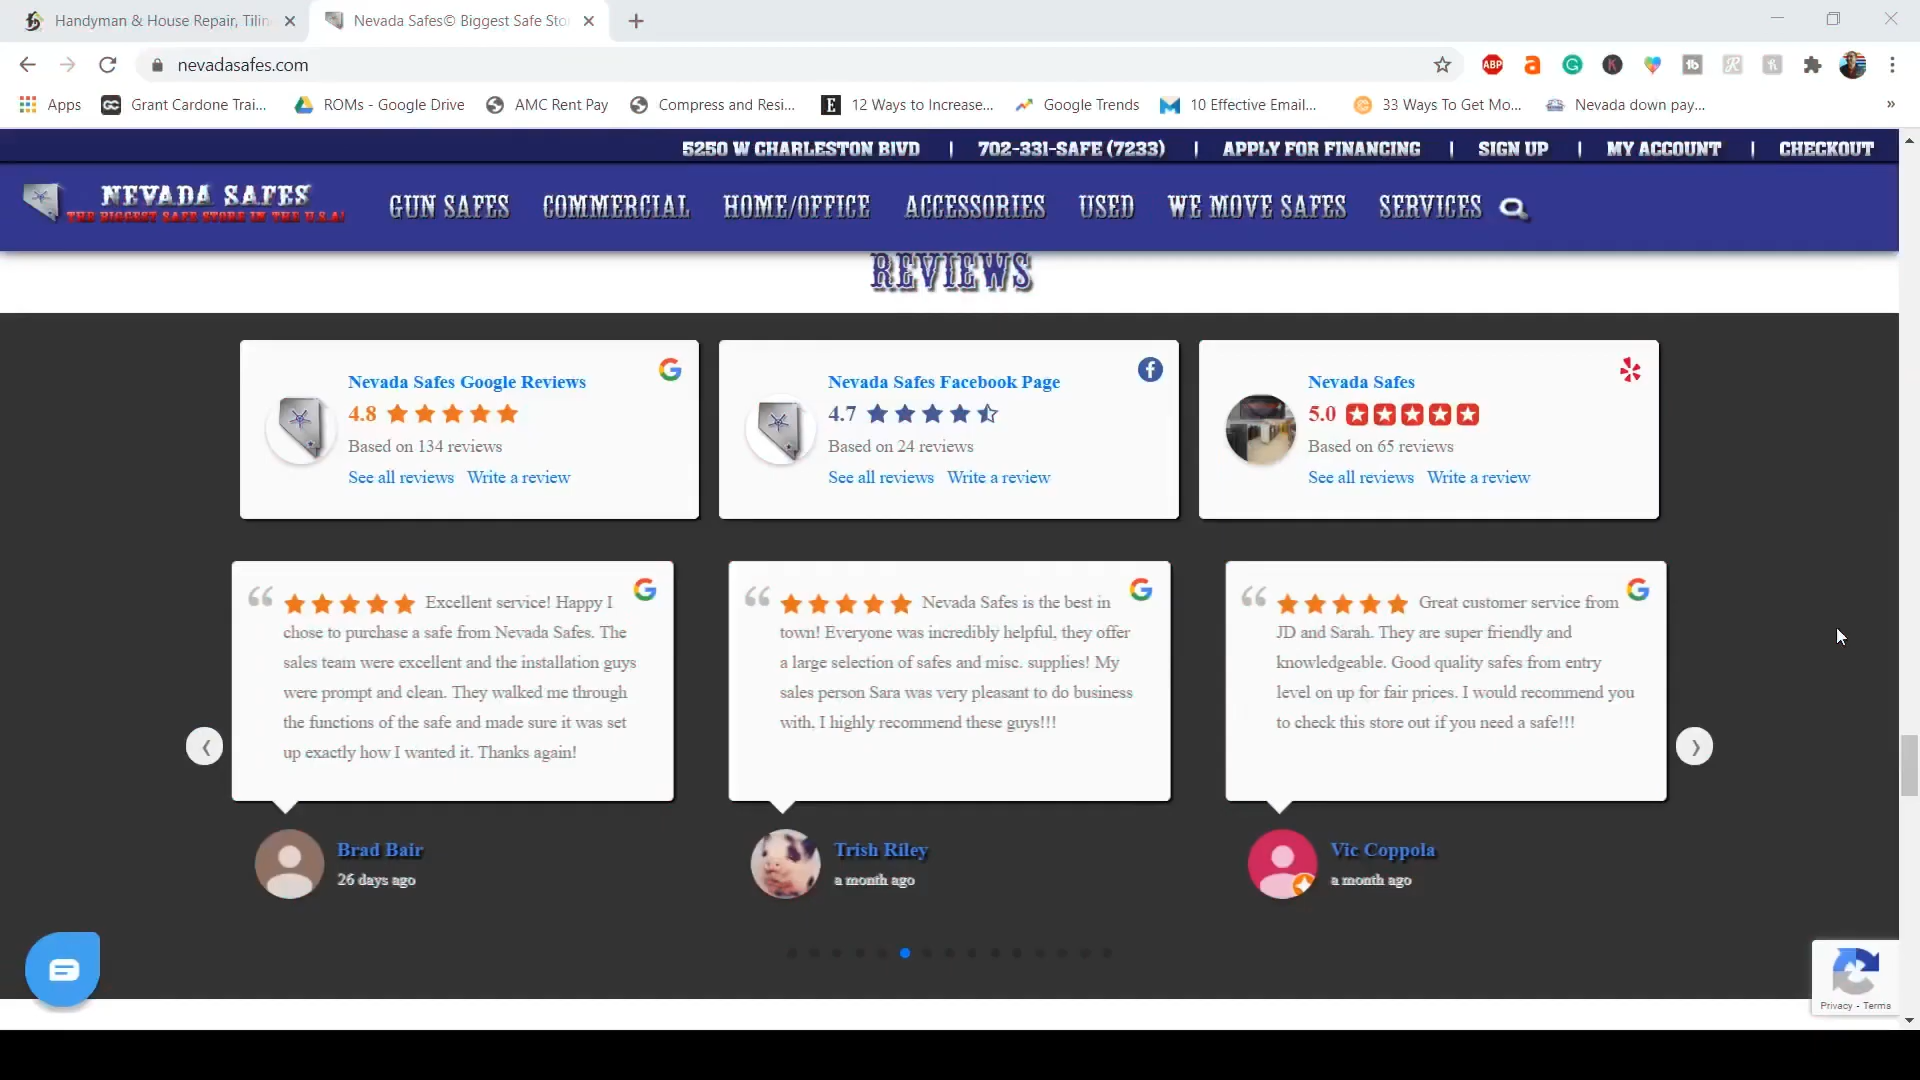 Handyman & House Repair, Tilin
Nevada Safes© Biggest Safe Sto
nevadasafes.com
ABP
Apps
Grant Cardone Trai...
ROMs - Google Drive
AMC Rent Pay
Compress and Resi...
12 Ways to Increase...
Google Trends
10 Effective Email...
33 Ways To Get Mo...
Nevada down pay...
»
5250 W CHARLESTON BLVD | 702-331-SAFE (7233) | APPLY FOR FINANCING | SIGN UP | MY ACCOUNT | CHECKOUT
NEVADA SAFES
THE BIGGEST SAFE STORE IN THE U.S.A!
GUN SAFES
COMMERCIAL
HOME/OFFICE
ACCESSORIES
USED
WE MOVE SAFES
SERVICES
REVIEWS
Nevada Safes Google Reviews
4.8
Based on 134 reviews
See all reviews Write a review
Nevada Safes Facebook Page
4.7
Based on 24 reviews
See all reviews Write a review
Nevada Safes
5.0
Based on 65 reviews
See all reviews Write a review
Excellent service! Happy I
chose to purchase a safe from Nevada Safes. The
sales team were excellent and the installation guys
were prompt and clean. They walked me through
the functions of the safe and made sure it was set
up exactly how I wanted it. Thanks again!
Brad Bair
26 days ago
Nevada Safes is the best in
town! Everyone was incredibly helpful, they offer
a large selection of safes and misc. supplies! My
sales person Sara was very pleasant to do business
with, I highly recommend these guys!!!
Trish Riley
a month ago
Great customer service from
JD and Sarah. They are super friendly and
knowledgeable. Good quality safes from entry
level on up for fair prices. I would recommend you
to check this store out if you need a safe!!!
Vic Coppola
a month ago
Privacy - Terms